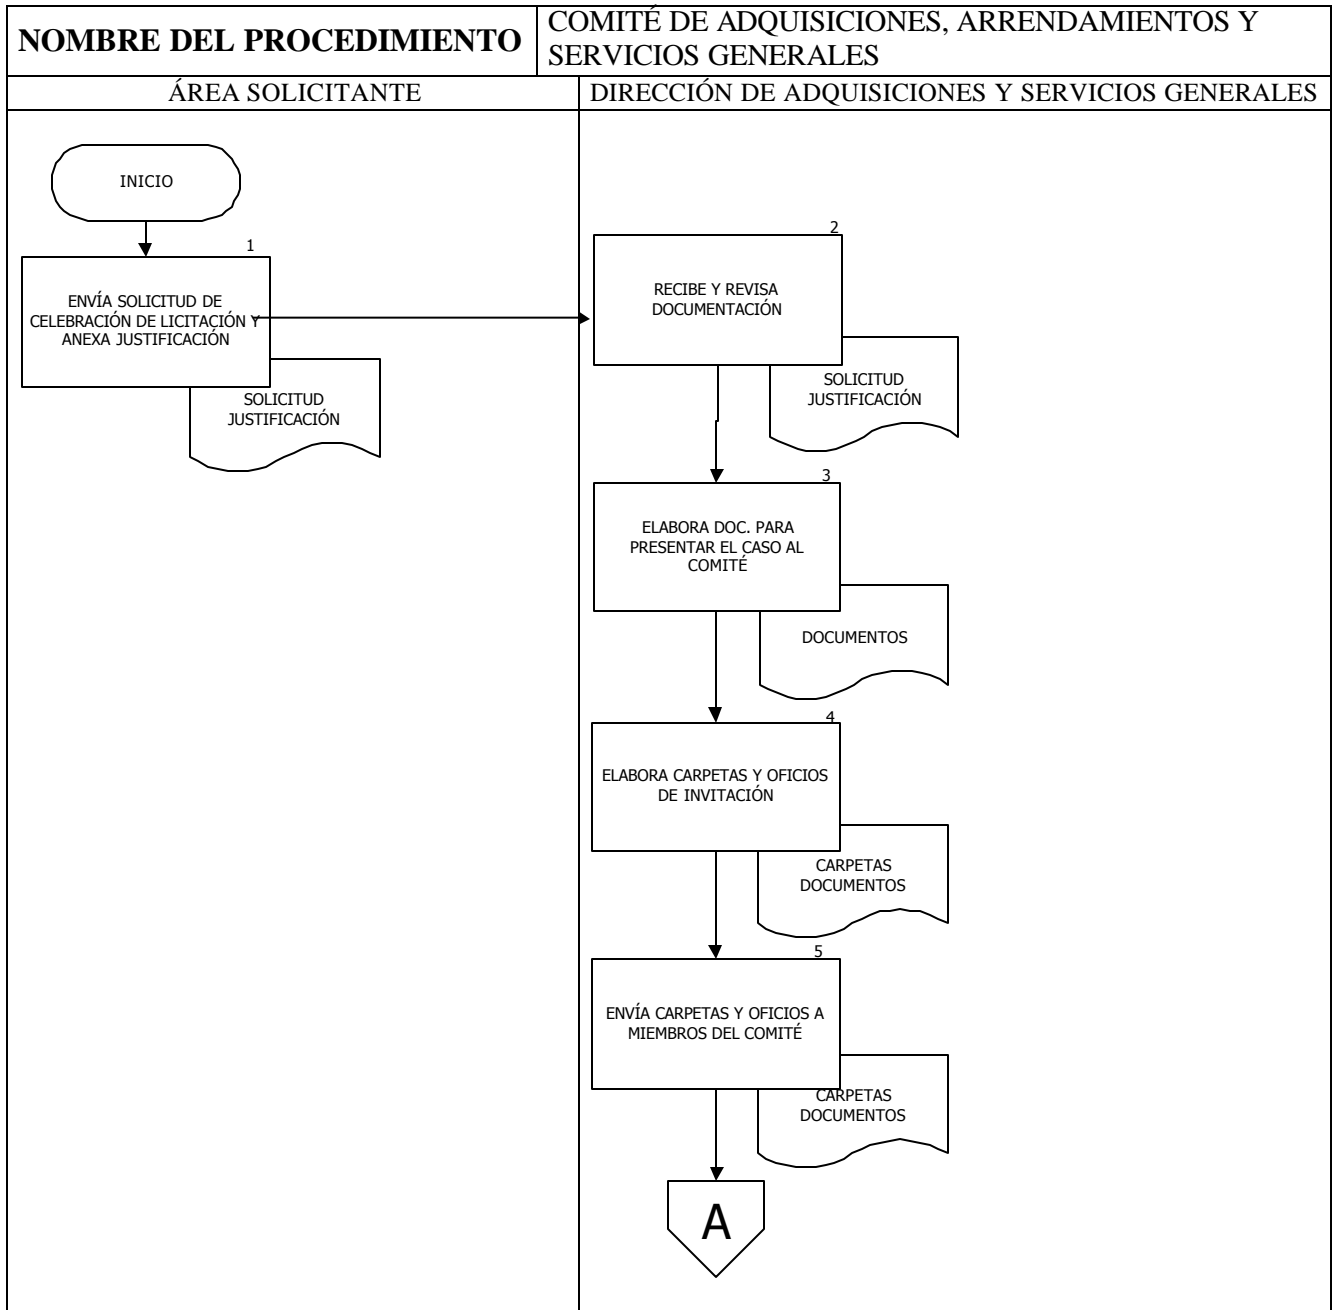 NOMBRE DEL PROCEDIMIENTO
COMITÉ DE ADQUISICIONES, ARRENDAMIENTOS Y
SERVICIOS GENERALES
ÁREA SOLICITANTE
DIRECCIÓN DE ADQUISICIONES Y SERVICIOS GENERALES
INICIO
1
ENVÍA SOLICITUD DE
CELEBRACIÓN DE LICITACIÓN Y
ANEXA JUSTIFICACIÓN
SOLICITUD
JUSTIFICACIÓN
2
RECIBE Y REVISA
DOCUMENTACIÓN
SOLICITUD
JUSTIFICACIÓN
3
ELABORA DOC. PARA
PRESENTAR EL CASO AL
COMITÉ
DOCUMENTOS
4
ELABORA CARPETAS Y OFICIOS
DE INVITACIÓN
CARPETAS
DOCUMENTOS
5
ENVÍA CARPETAS Y OFICIOS A
MIEMBROS DEL COMITÉ
CARPETAS
DOCUMENTOS
A